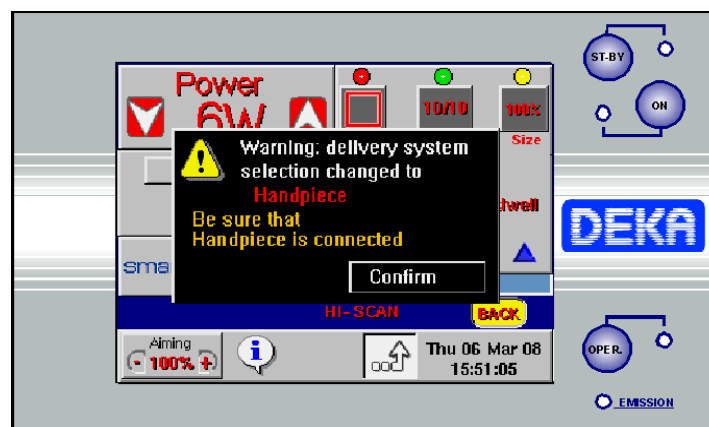 Power
6W
10/10
100%
Size
Warning: delivery system
selection changed to
Handpiece
Be sure that
Handpiece is connected
Confirm
dwell
sma
HI-SCAN
BACK
Aiming
- 100% +
i
Thu 06 Mar 08
15:51:05
ST-BY
ON
DEKA
OPER.
EMISSION